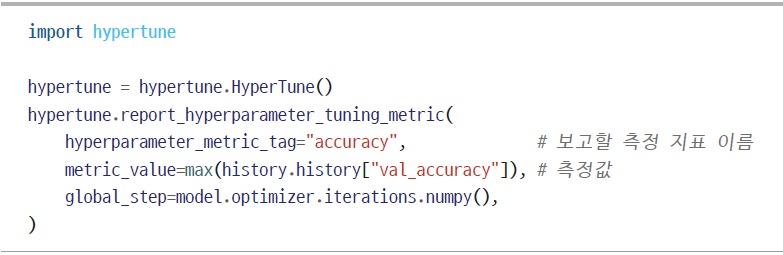 import hypertune

hypertune = hypertune.HyperTune()
hypertune.report_hyperparameter_tuning_metric(
    hyperparameter_metric_tag="accuracy",             # 보고할 측정 지표 이름
    metric_value=max(history.history["val_accuracy"]), # 측정값
    global_step=model.optimizer.iterations.numpy(),
)